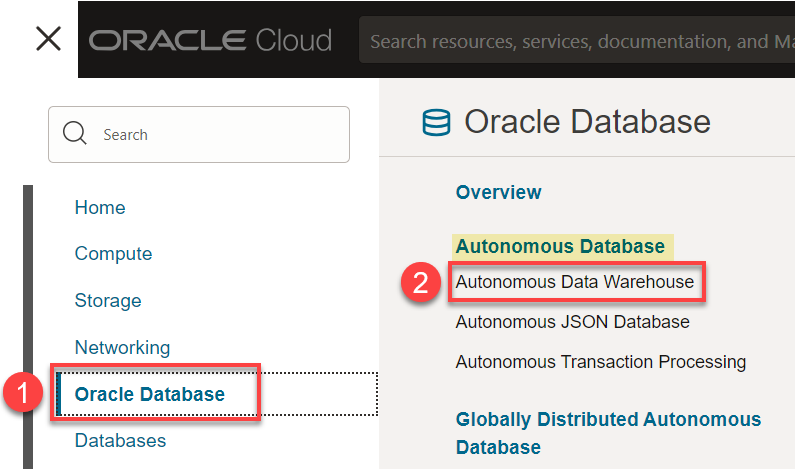 ORACLE Cloud
Search resources, services, documentation, and Ma
Search
Home
Compute
Storage
Networking
1
Oracle Database
Databases
Oracle Database
Overview
Autonomous Database
2
Autonomous Data Warehouse
Autonomous JSON Database
Autonomous Transaction Processing
Globally Distributed Autonomous
Database